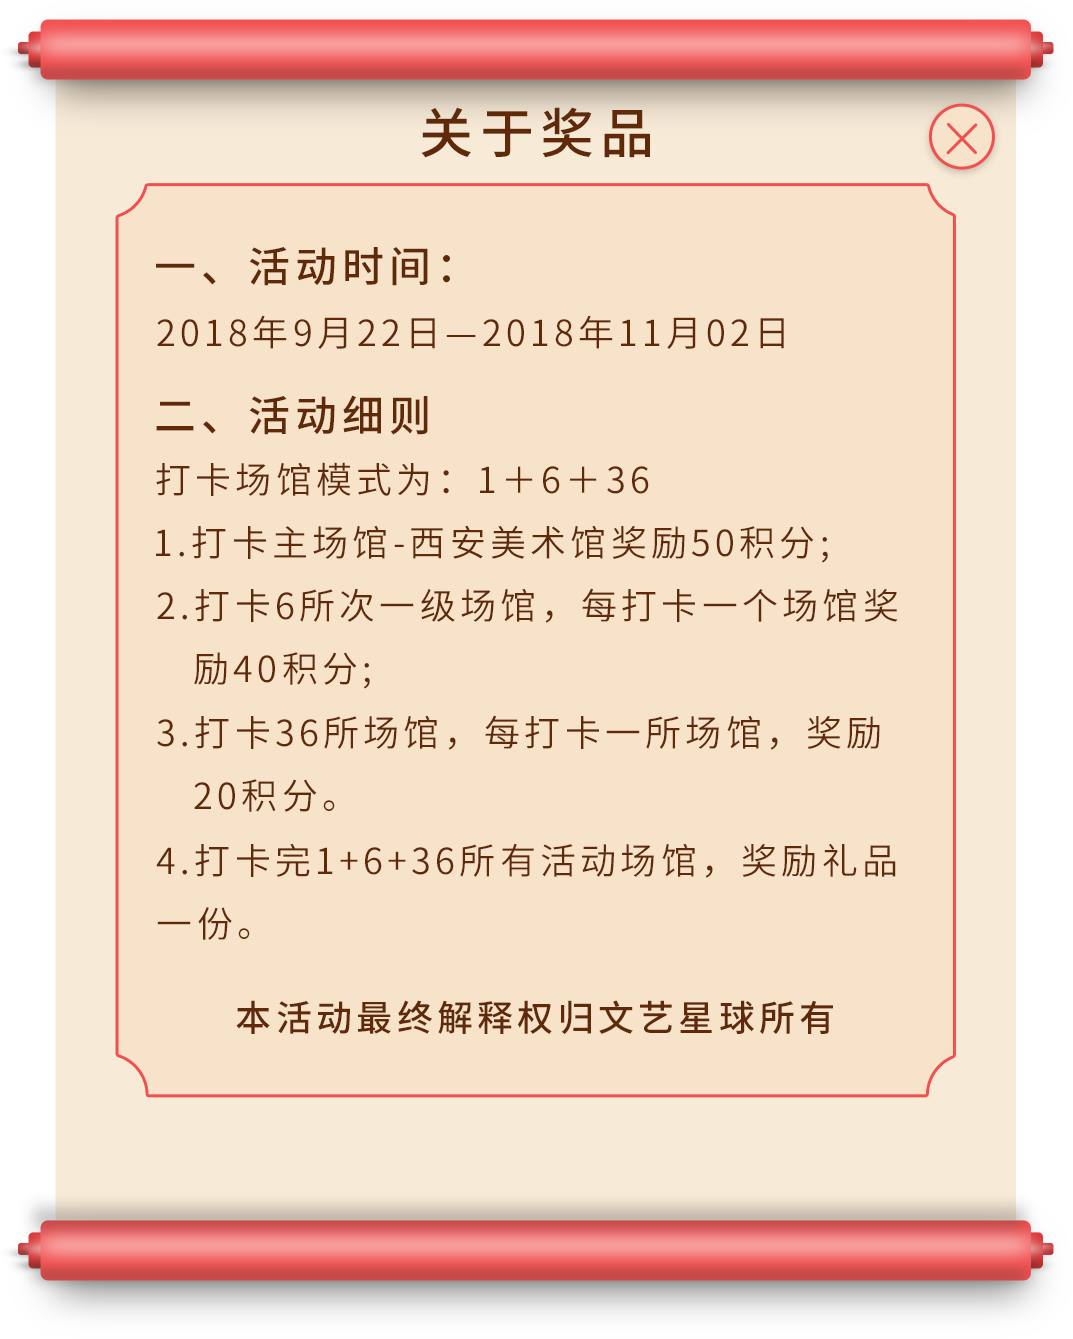 关于奖品
一、活动时间：
2018年9月22日—2018年11月02日
二、活动细则
打卡场馆模式为：1＋6＋36
1.打卡主场馆-西安美术馆奖励50积分;
2.打卡6所次一级场馆，每打卡一个场馆奖
励40积分;
3.打卡36所场馆，每打卡一所场馆，奖励
20积分。
4.打卡完1+6+36所有活动场馆，奖励礼品
一份。
本活动最终解释权归文艺星球所有